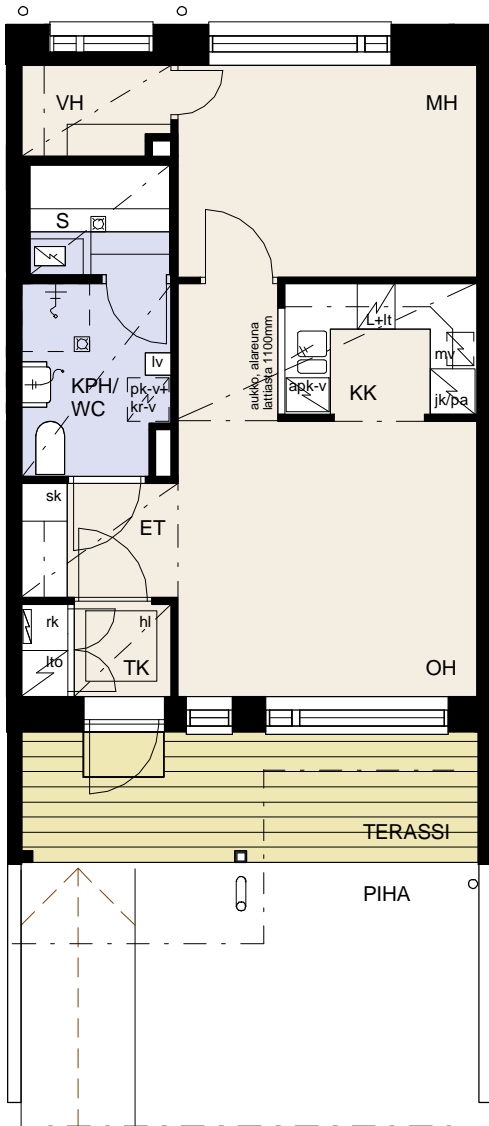 VH
MH
S
L+lt
mv
aukko, alareuna
lattiasta 1100mm
lv
KPH/
WC
pk-v+
kr-v
apk-v
KK
jk/pa
sk
ET
rk
hl
lto
TK
OH
TERASSI
PIHA